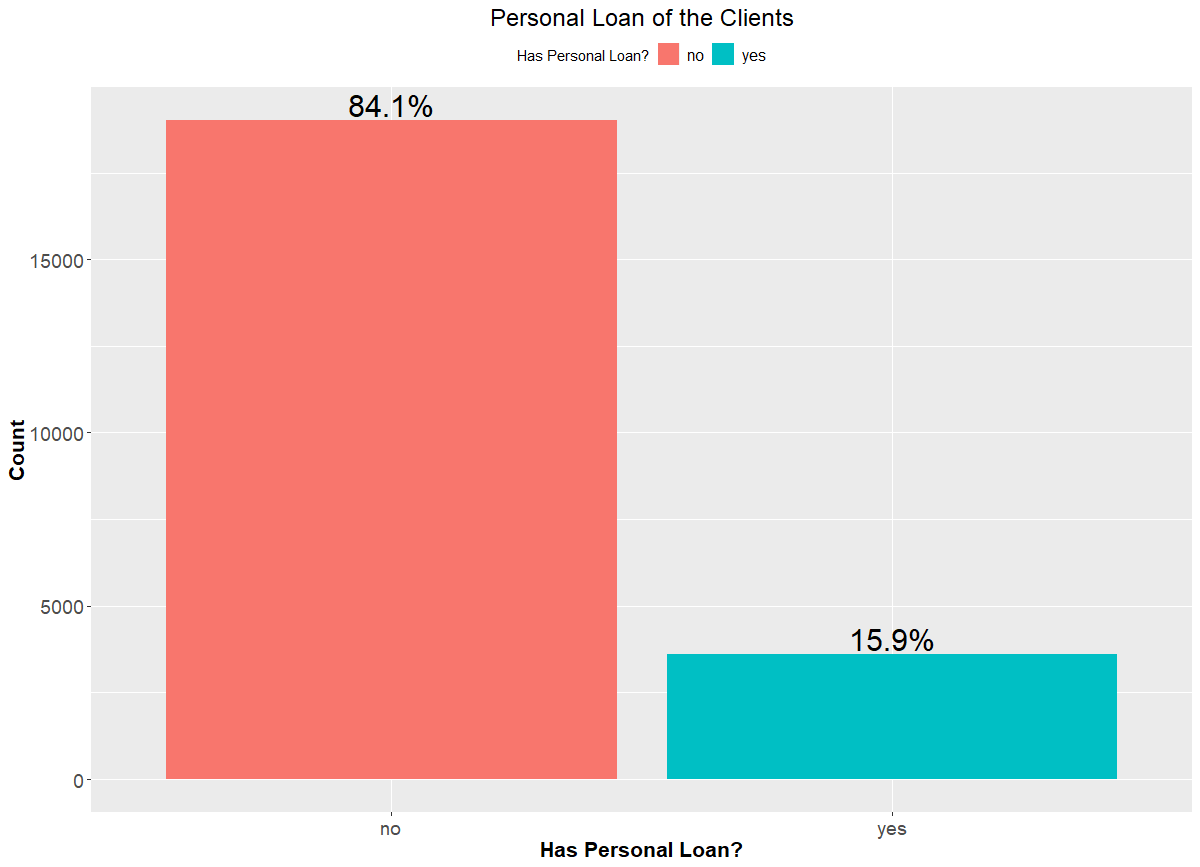 Personal Loan of the Clients
Has Personal Loan? no yes
84.1%
15000
10000
Count
5000
15.9%
0
no yes
Has Personal Loan?